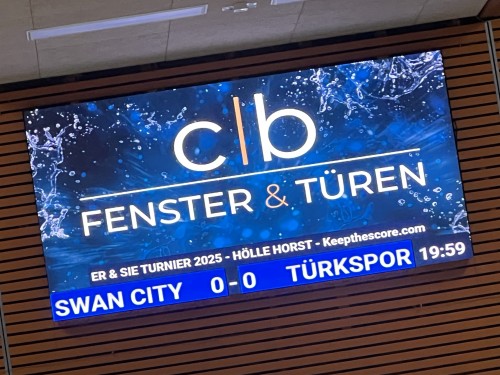 c|b
FENSTER & TÜREN
ER & SIE TURNIER 2025 - HÖLLE HORST - Keepthescore.com
SWAN CITY 0 - 0 TÜRKSPOR 19:59